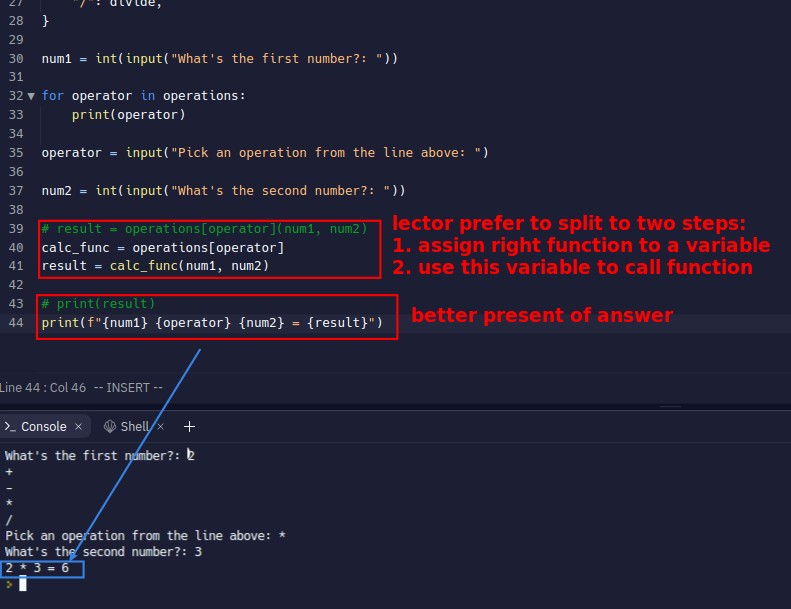 27 "/": divide,
28 }
29
30 num1 = int(input("What's the first number?: "))
31
32 for operator in operations:
33 print(operator)
34
35 operator = input("Pick an operation from the line above: ")
36
37 num2 = int(input("What's the second number?: "))
38
39 # result = operations[operator](num1, num2)
40 calc_func = operations[operator]
41 result = calc_func(num1, num2)
lector prefer to split to two steps:
1. assign right function to a variable
2. use this variable to call function
42
43 # print(result)
44 print(f"{num1} {operator} {num2} = {result}")
better present of answer
Line 44 : Col 46 -- INSERT --
>_ Console × Shell × +
What's the first number?: 2
+
-
*
/
Pick an operation from the line above: *
What's the second number?: 3
2 * 3 = 6
>